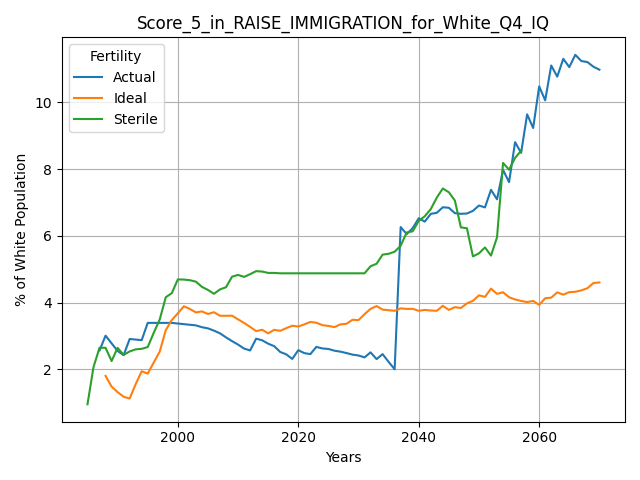 Score_5_in_RAISE_IMMIGRATION_for_White_Q4_IQ
Fertility
Actual
Ideal
Sterile
% of White Population
10
8
6
4
2
2000
2020
2040
2060
Years